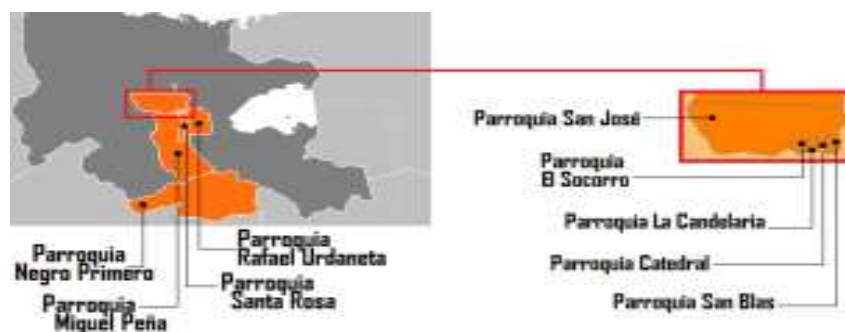 Parroquia San José
Parroquia
El Socorro
Parroquia La Candelaria
Parroquia Catedral
Parroquia San Blas
Parroquia
Rafael Urdaneta
Parroquia
Negro Primero
Parroquia
Santa Rosa
Parroquia
Miguel Peña